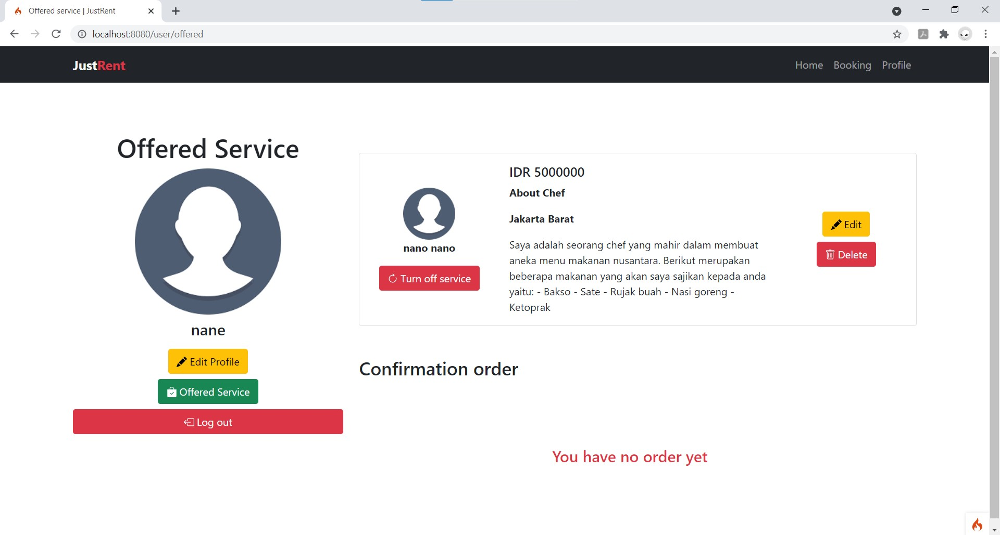 Offered service | JustRent
localhost:8080/user/offered
JustRent
Home Booking Profile
Offered Service
nane
Edit Profile
Offered Service
Log out
nano nano
Turn off service
IDR 5000000
About Chef
Jakarta Barat
Saya adalah seorang chef yang mahir dalam membuat
aneka menu makanan nusantara. Berikut merupakan
beberapa makanan yang akan saya sajikan kepada anda
yaitu: - Bakso - Sate - Rujak buah - Nasi goreng -
Ketoprak
Edit
Delete
Confirmation order
You have no order yet